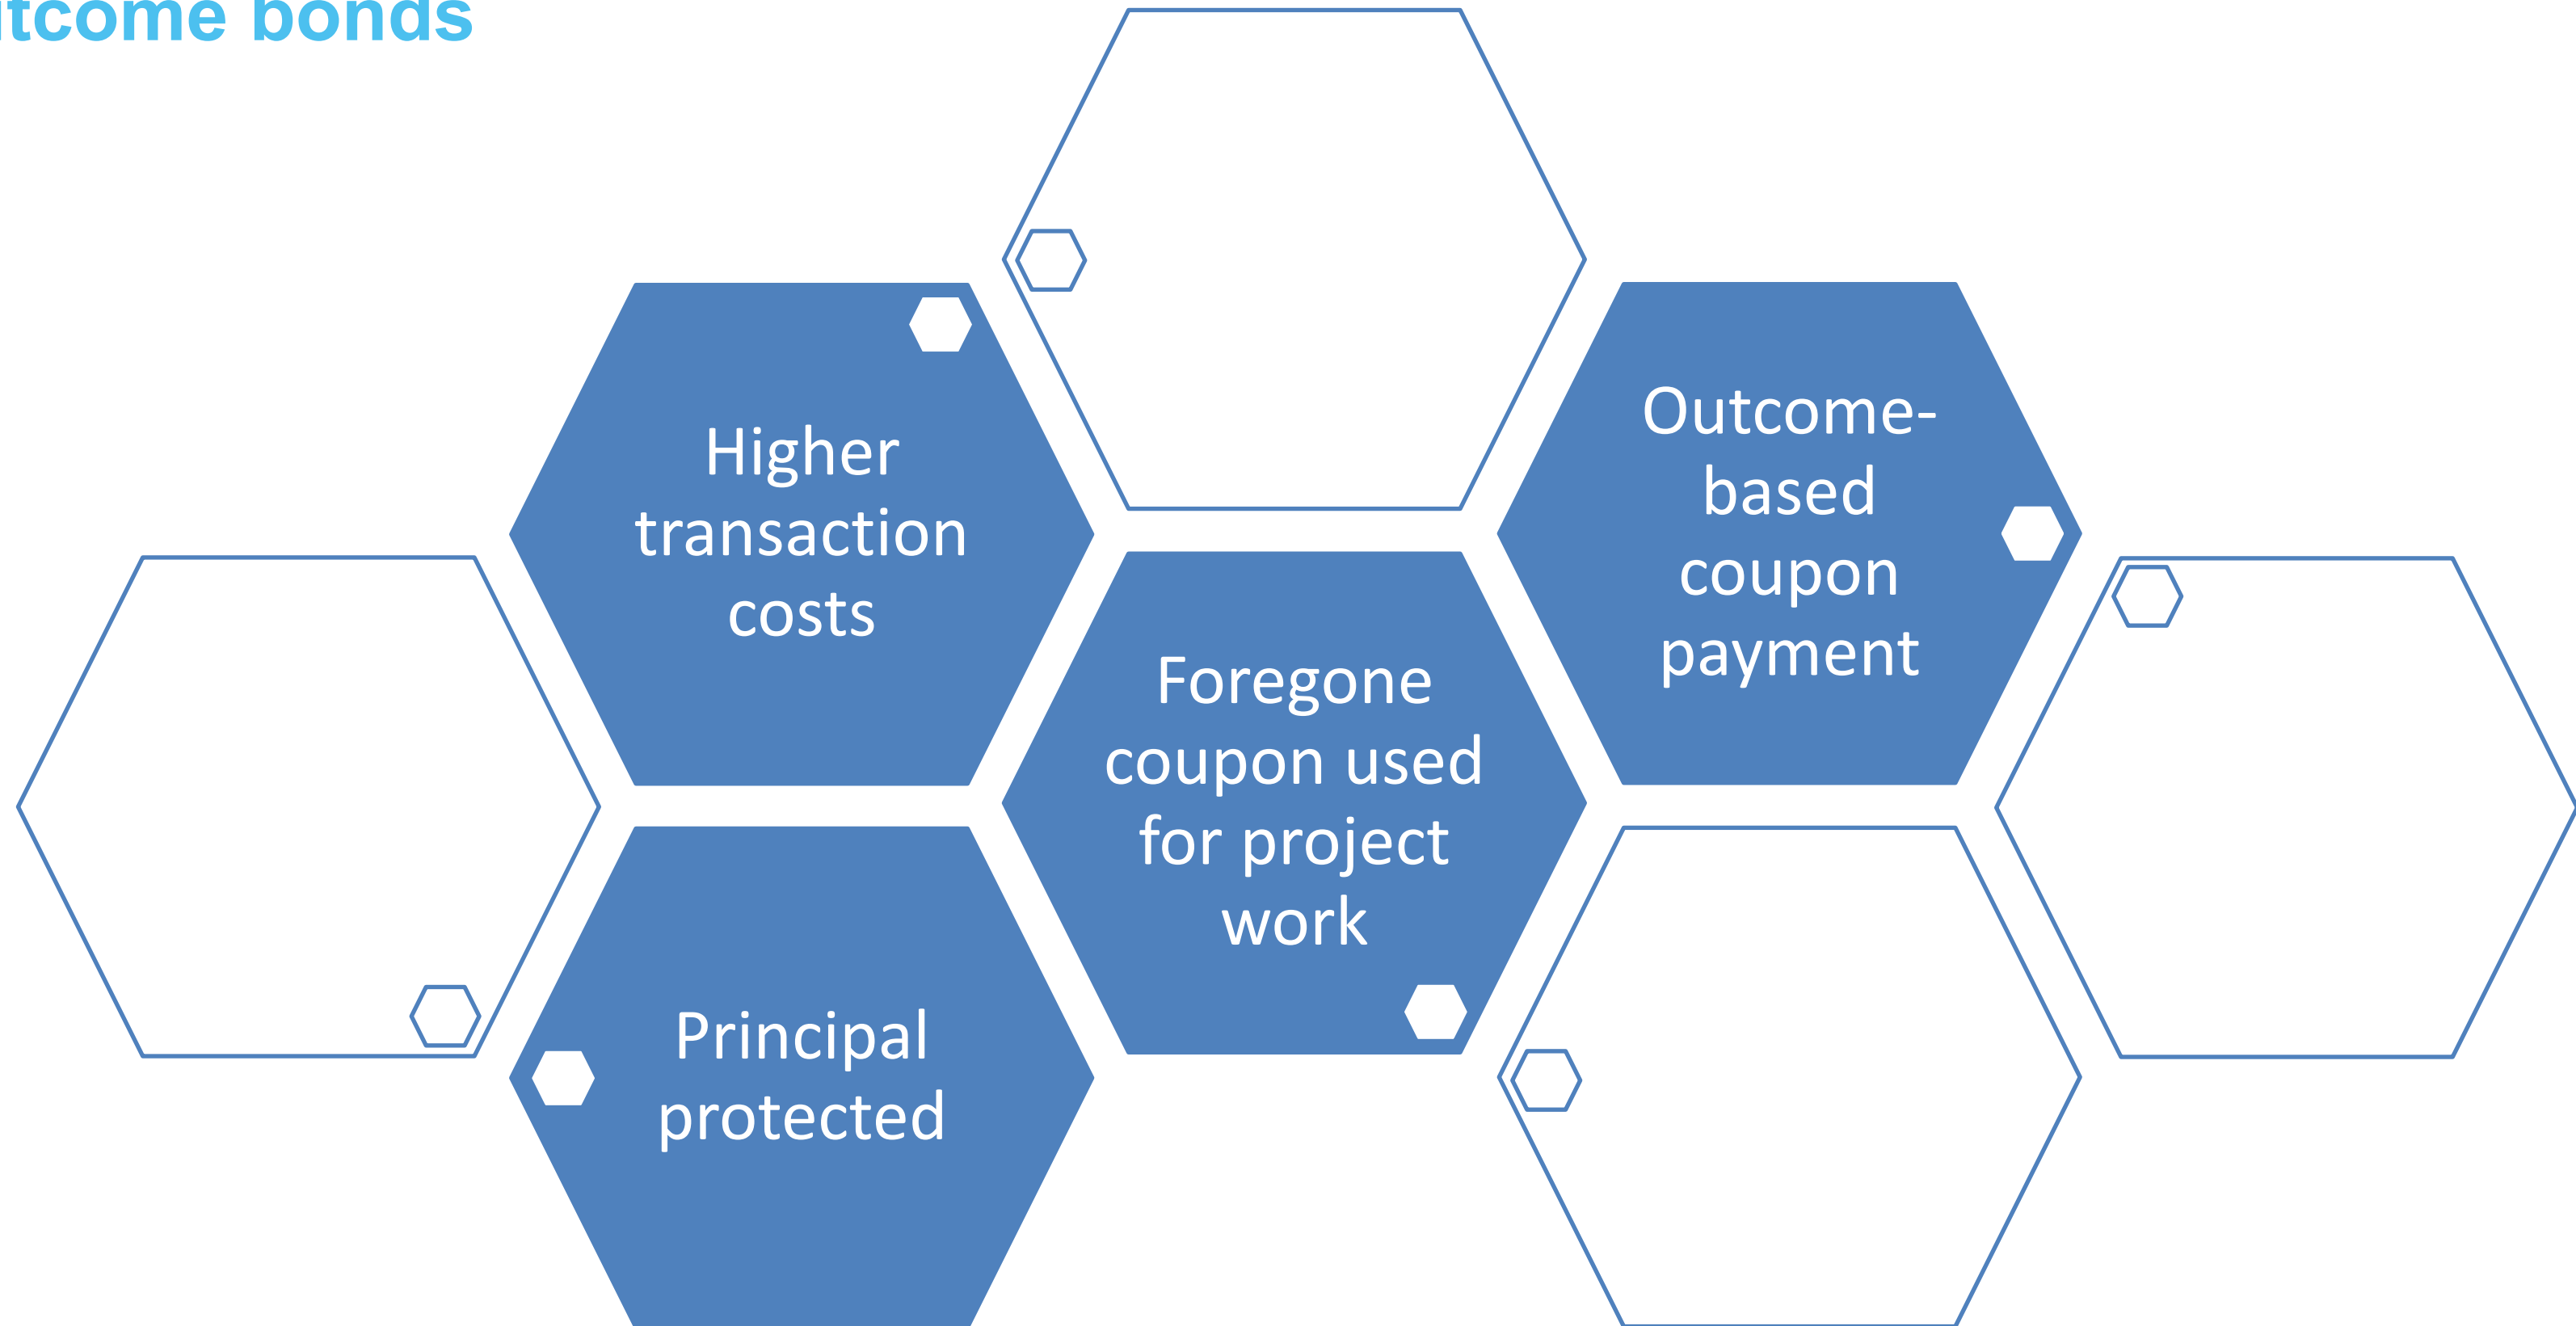 tcome bonds
Higher
transaction
costs
Outcome-
based
coupon
payment
Foregone
coupon used
for project
work
Principal
protected